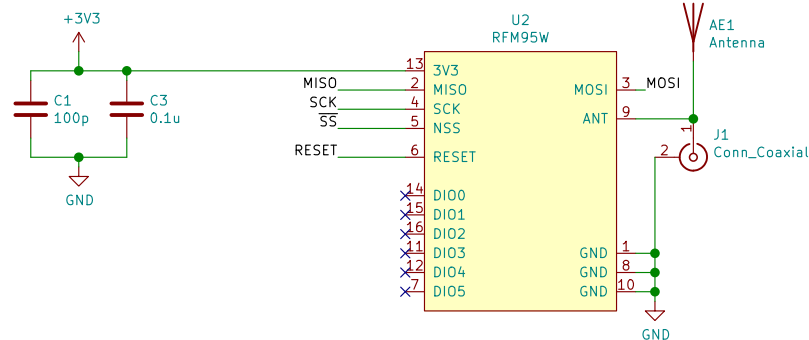 +3V3
C1
100p
C3
0.1u
GND
U2
RFM95W
13 3V3
MISO 2 MISO
SCK 4 SCK
SS 5 NSS
RESET 6 RESET
14 DIO0
15 DIO1
16 DIO2
11 DIO3
12 DIO4
7 DIO5
MOSI 3 MOSI
ANT 9
GND 1
GND 8
GND 10
AE1
Antenna
1
2
J1
Conn_Coaxial
GND